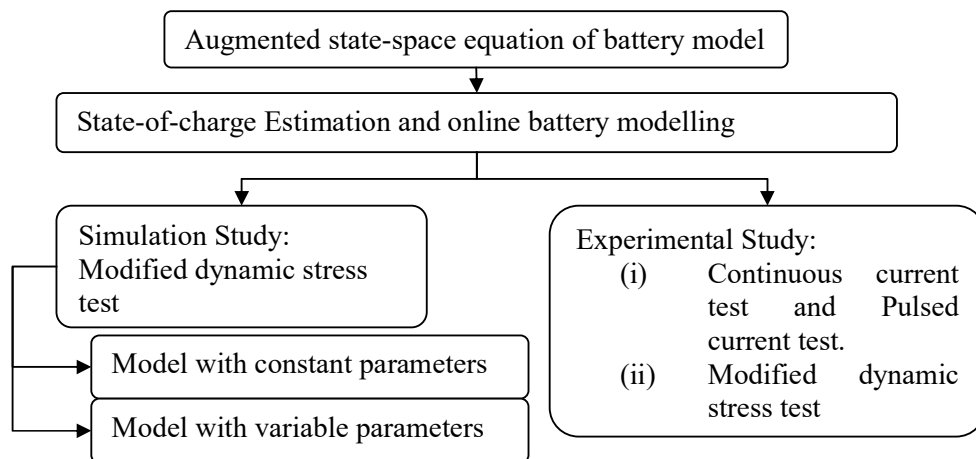 Augmented state-space equation of battery model
State-of-charge Estimation and online battery modelling
Simulation Study:
Modified dynamic stress
test
Model with constant parameters
Model with variable parameters
Experimental Study:
(i) Continuous current
test and Pulsed
current test.
(ii) Modified dynamic
stress test